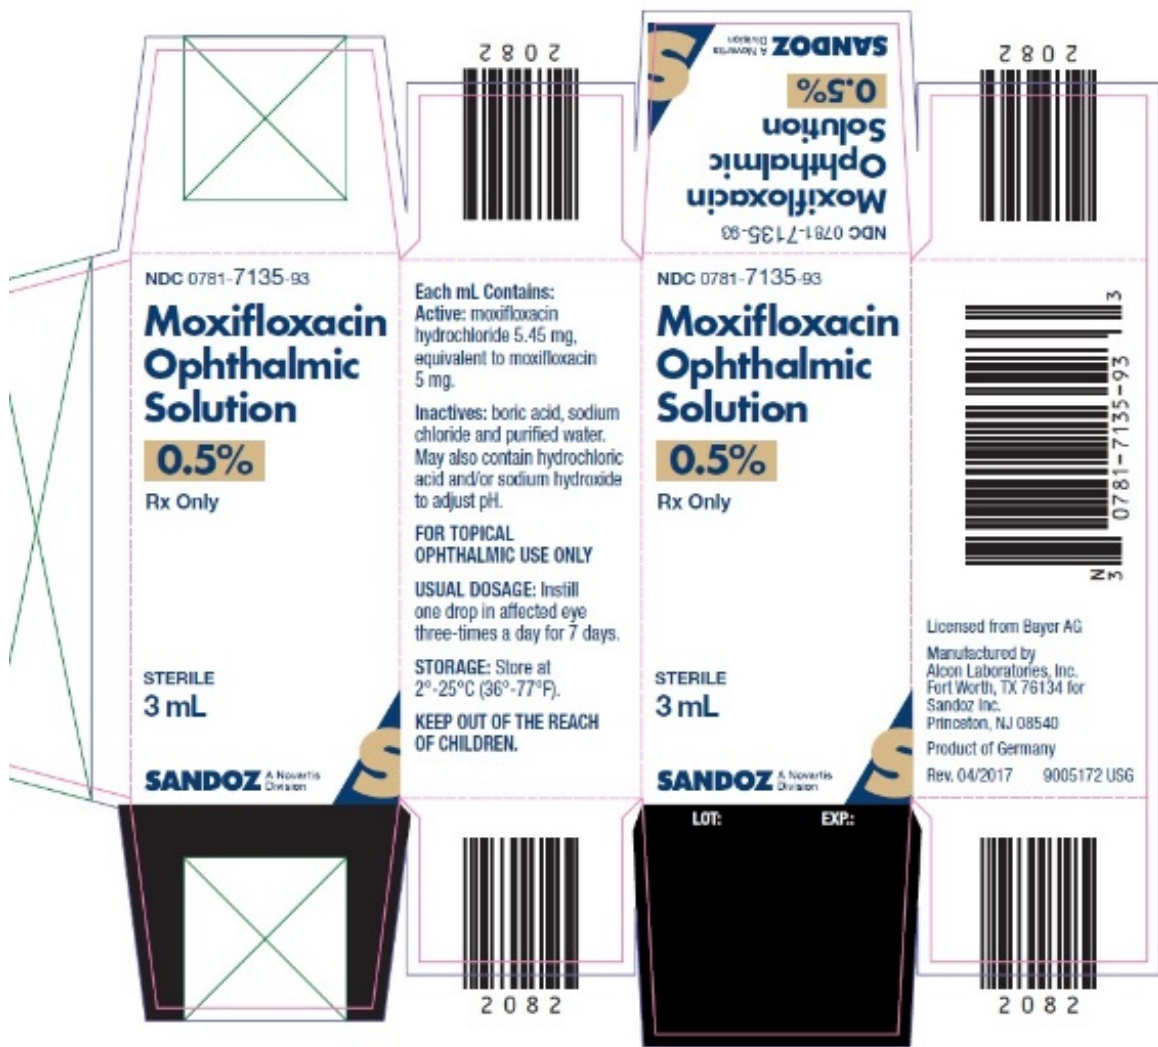 2082
SANDOZ A Novartis
Division
0.5%
Solution
Ophthalmic
Moxifloxacin
NDC 0781-7135-93
2082
NDC 0781-7135-93
Moxifloxacin
Ophthalmic
Solution
0.5%
Rx Only
STERILE
3 mL
SANDOZ A Novartis
Division
S
Each mL Contains:
Active: moxifloxacin
hydrochloride 5.45 mg,
equivalent to moxifloxacin
5 mg.
Inactives: boric acid, sodium
chloride and purified water.
May also contain hydrochloric
acid and/or sodium hydroxide
to adjust pH.
FOR TOPICAL
OPHTHALMIC USE ONLY
USUAL DOSAGE: Instill
one drop in affected eye
three-times a day for 7 days.
STORAGE: Store at
2°-25°C (36°-77°F).
KEEP OUT OF THE REACH
OF CHILDREN.
NDC 0781-7135-93
Moxifloxacin
Ophthalmic
Solution
0.5%
Rx Only
STERILE
3 mL
SANDOZ A Novartis
Division
S
LOT: EXP.:
N
3 0781-7135-93 3
Licensed from Bayer AG
Manufactured by
Alcon Laboratories, Inc.
Fort Worth, TX 76134 for
Sandoz Inc.
Princeton, NJ 08540
Product of Germany
Rev. 04/2017 9005172 USG
2082
2082